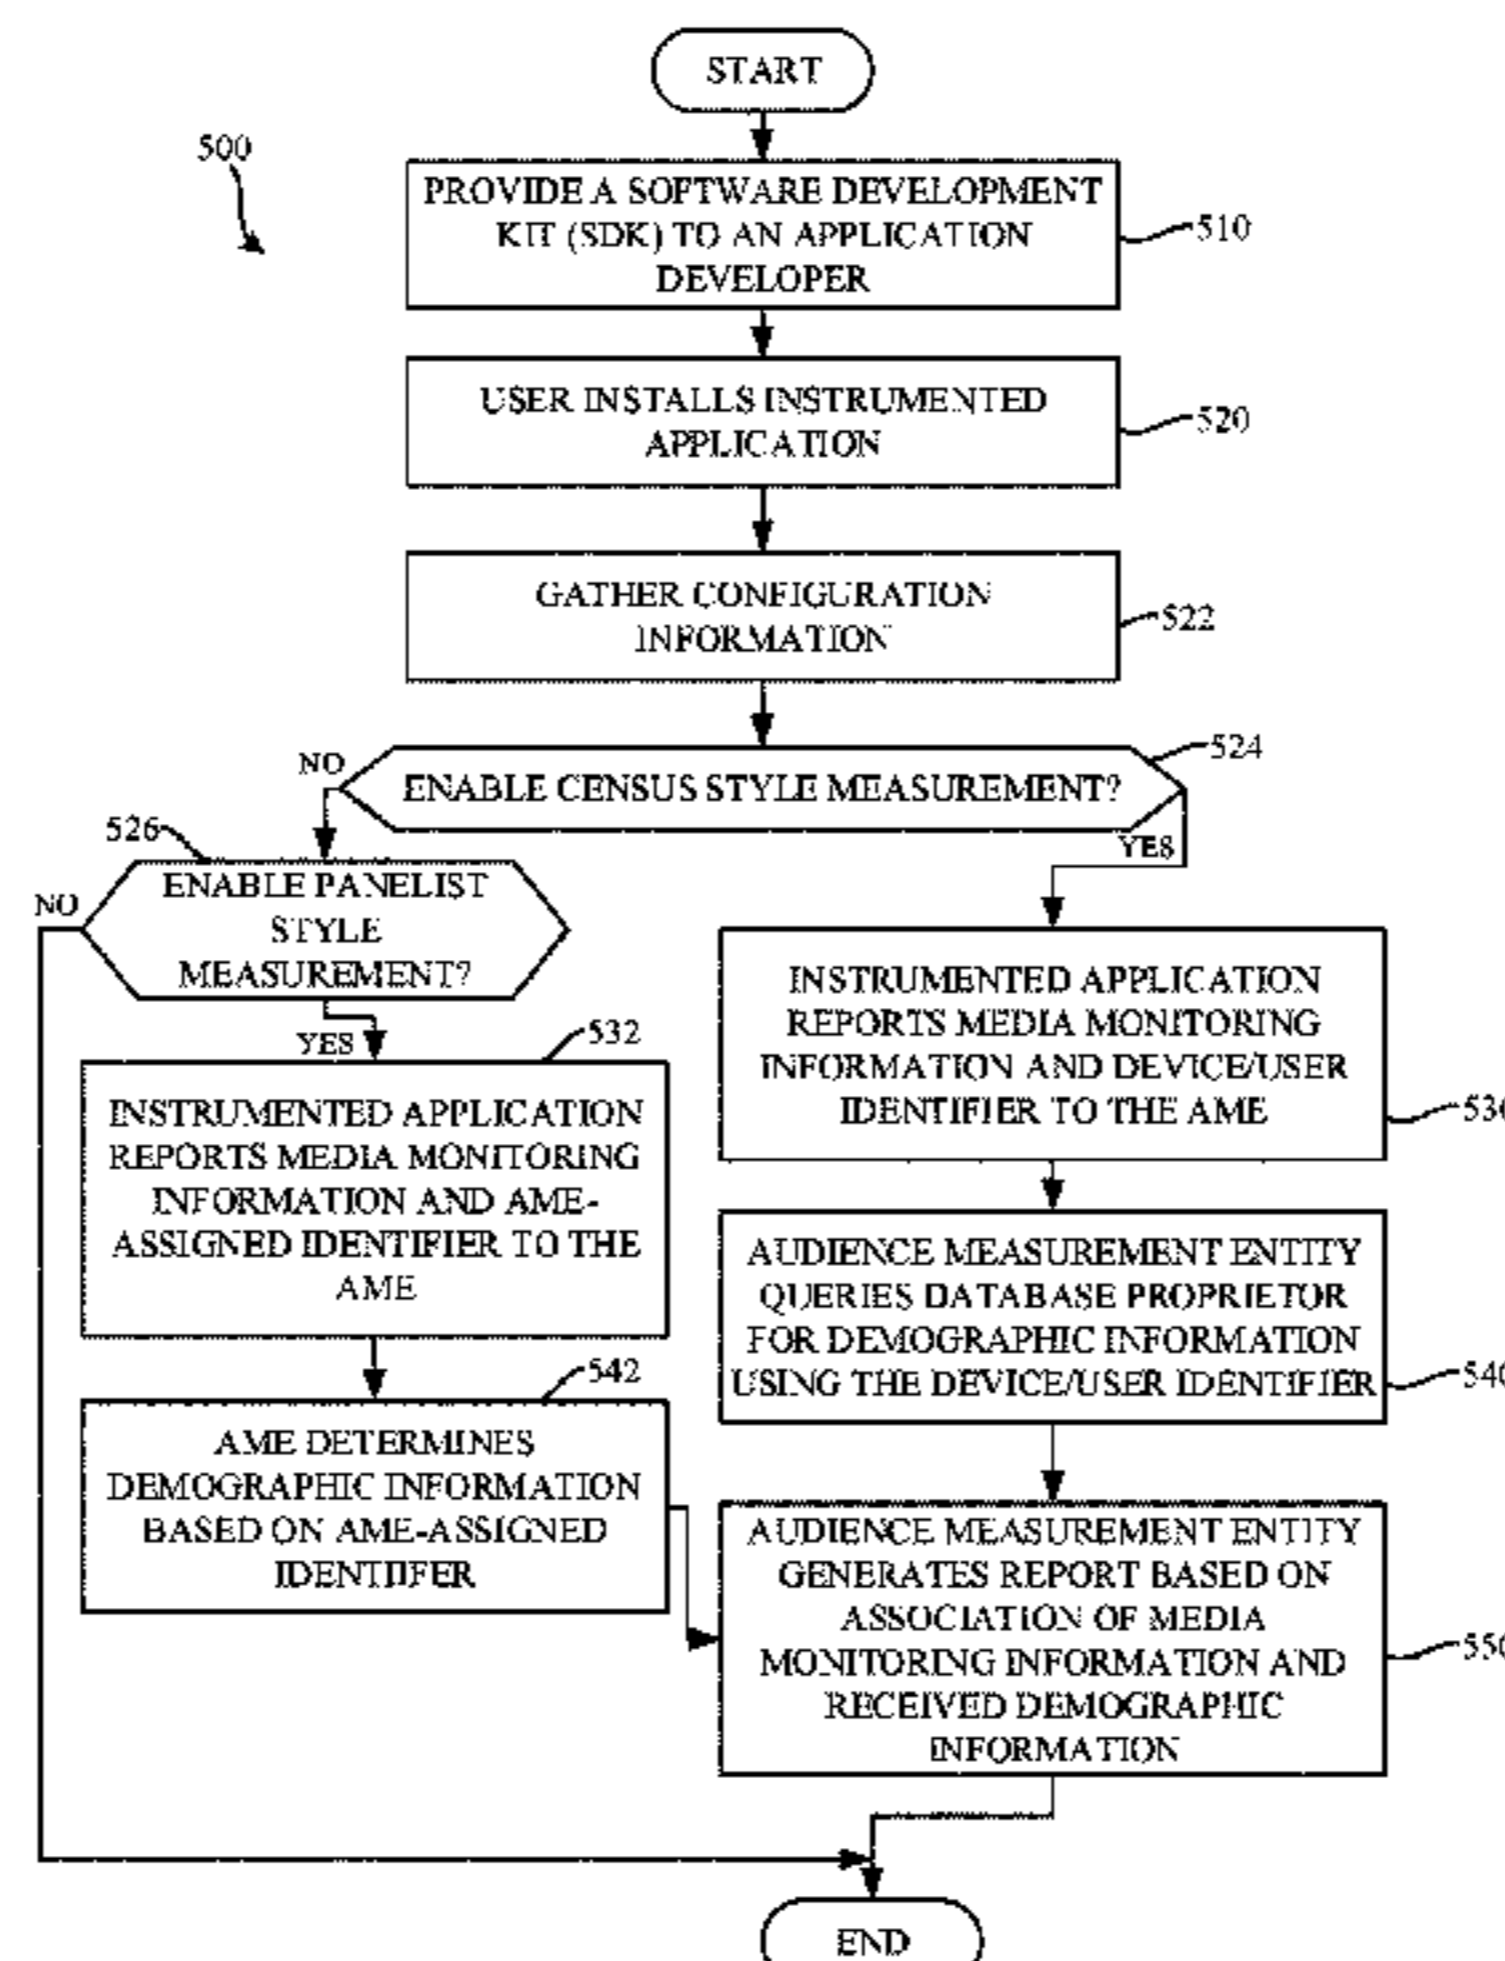 START
500
PROVIDE A SOFTWARE DEVELOPMENT
KIT (SDK) TO AN APPLICATION
DEVELOPER
510
USER INSTALLS INSTRUMENTED
APPLICATION
520
GATHER CONFIGURATION
INFORMATION
522
NO
ENABLE CENSUS STYLE MEASUREMENT?
524
YES
526
NO
ENABLE PANELIST
STYLE
MEASUREMENT?
YES
532
INSTRUMENTED APPLICATION
REPORTS MEDIA MONITORING
INFORMATION AND AME-
ASSIGNED IDENTIFIER TO THE
AME
542
AME DETERMINES
DEMOGRAPHIC INFORMATION
BASED ON AME-ASSIGNED
IDENTIIFER
INSTRUMENTED APPLICATION
REPORTS MEDIA MONITORING
INFORMATION AND DEVICE/USER
IDENTIFIER TO THE AME
530
AUDIENCE MEASUREMENT ENTITY
QUERIES DATABASE PROPRIETOR
FOR DEMOGRAPHIC INFORMATION
USING THE DEVICE/USER IDENTIFIER
540
AUDIENCE MEASUREMENT ENTITY
GENERATES REPORT BASED ON
ASSOCIATION OF MEDIA
MONITORING INFORMATION AND
RECEIVED DEMOGRAPHIC
INFORMATION
550
END